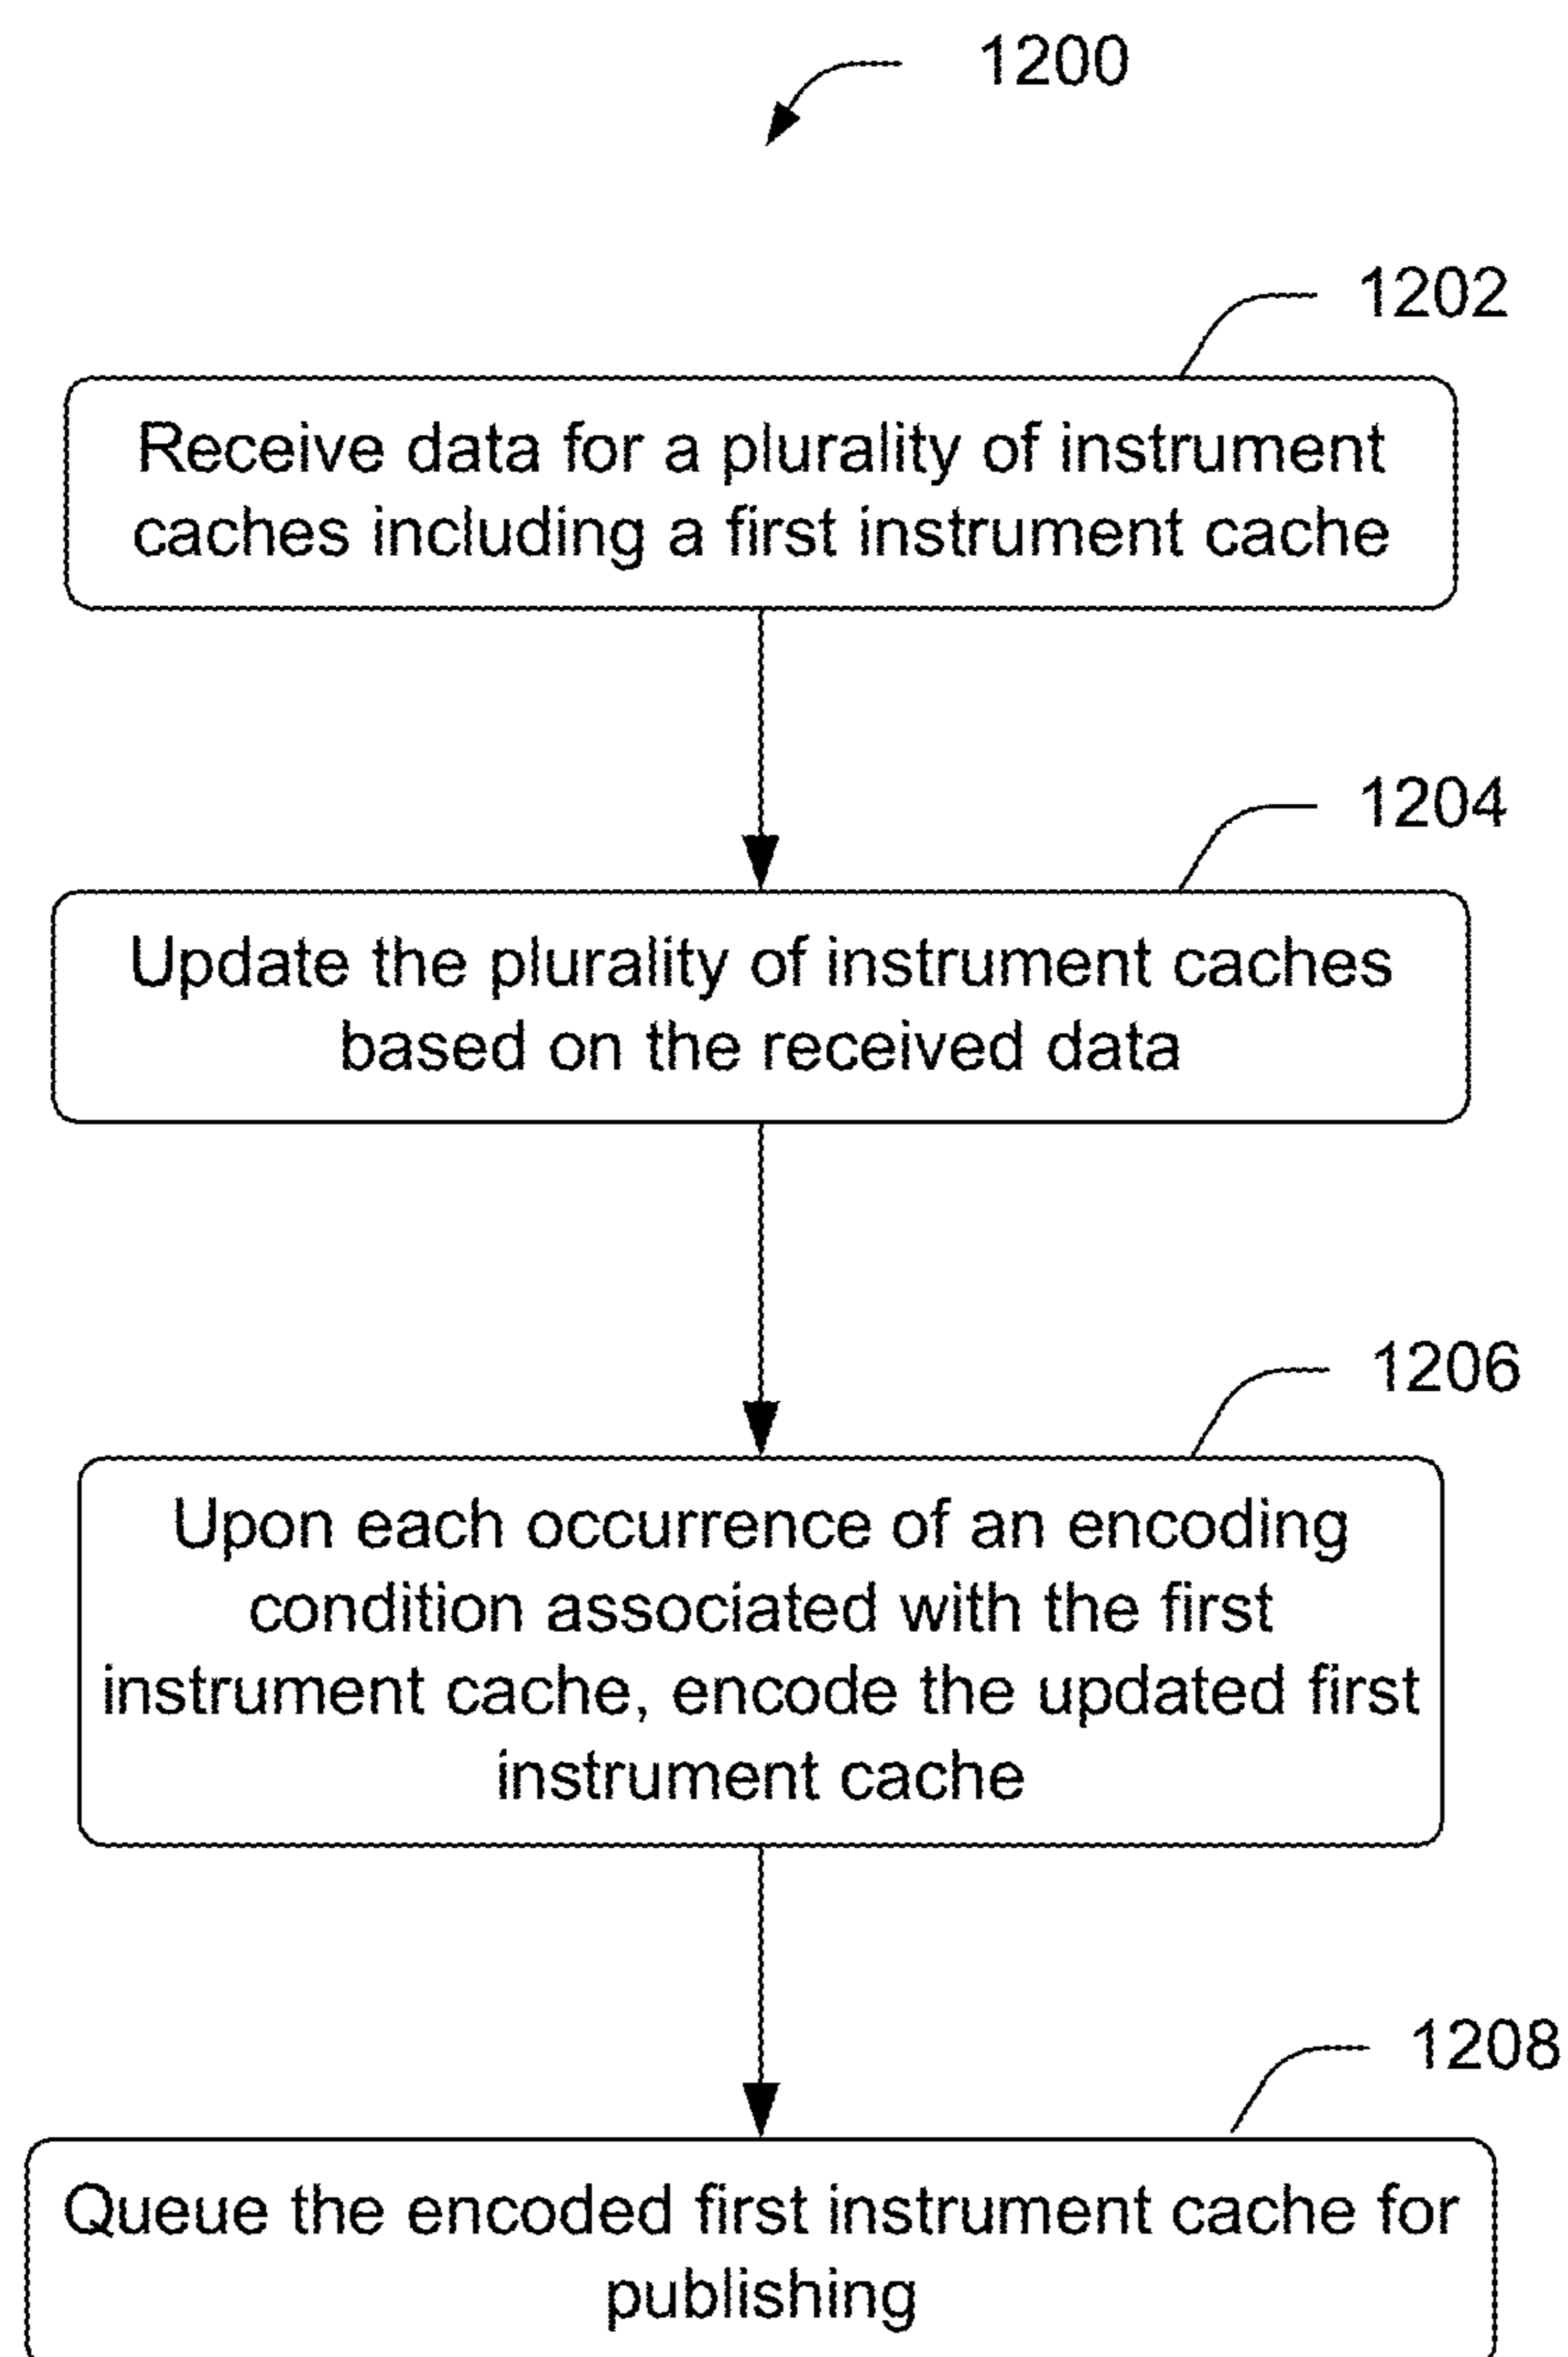 1200
1202
Receive data for a plurality of instrument
caches including a first instrument cache
1204
Update the plurality of instrument caches
based on the received data
1206
Upon each occurrence of an encoding
condition associated with the first
instrument cache, encode the updated first
instrument cache
1208
Queue the encoded first instrument cache for
publishing